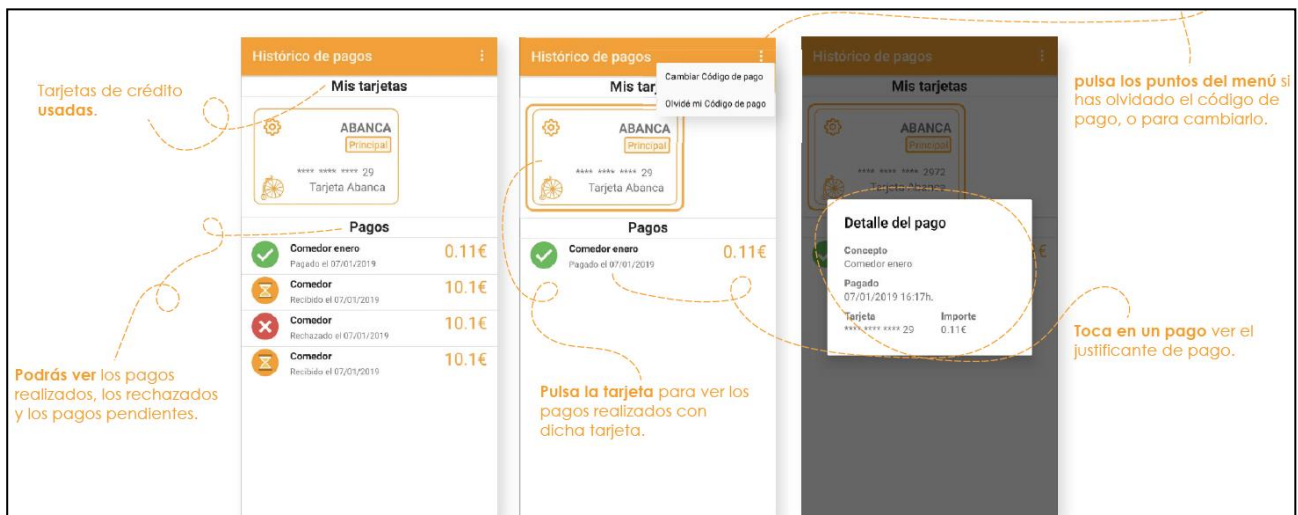 Tarjetas de crédito
usadas.
Podrás ver los pagos
realizados, los rechazados
y los pagos pendientes.
Histórico de pagos
Mis tarjetas
ABANCA
Principal
**** **** **** 29
Tarjeta Abanca
Pagos
Comedor enero
0.11€
Pagado el 07/01/2019
Comedor
10.1€
Recibido el 07/01/2019
Comedor
10.1€
Rechazado el 07/01/2019
Comedor
10.1€
Recibido el 07/01/2019
Histórico de pagos
Cambiar Código de pago
Olvidé mi Código de pago
Mis tar
ABANCA
Principal
**** **** **** 29
Tarjeta Abanca
Pagos
Comedor enero
0.11€
Pagado el 07/01/2019
Pulsa la tarjeta para ver los
pagos realizados con
dicha tarjeta.
Histórico de pagos
Mis tarjetas
ABANCA
Principal
**** **** **** 2972
Tarjeta Abanca
Detalle del pago
Concepto
Comedor enero
Pagado
07/01/2019 16:17h.
Tarjeta Importe
**** **** **** 29 0.11€
€
pulsa los puntos del menú si
has olvidado el código de
pago, o para cambiarlo.
Toca en un pago ver el
justificante de pago.